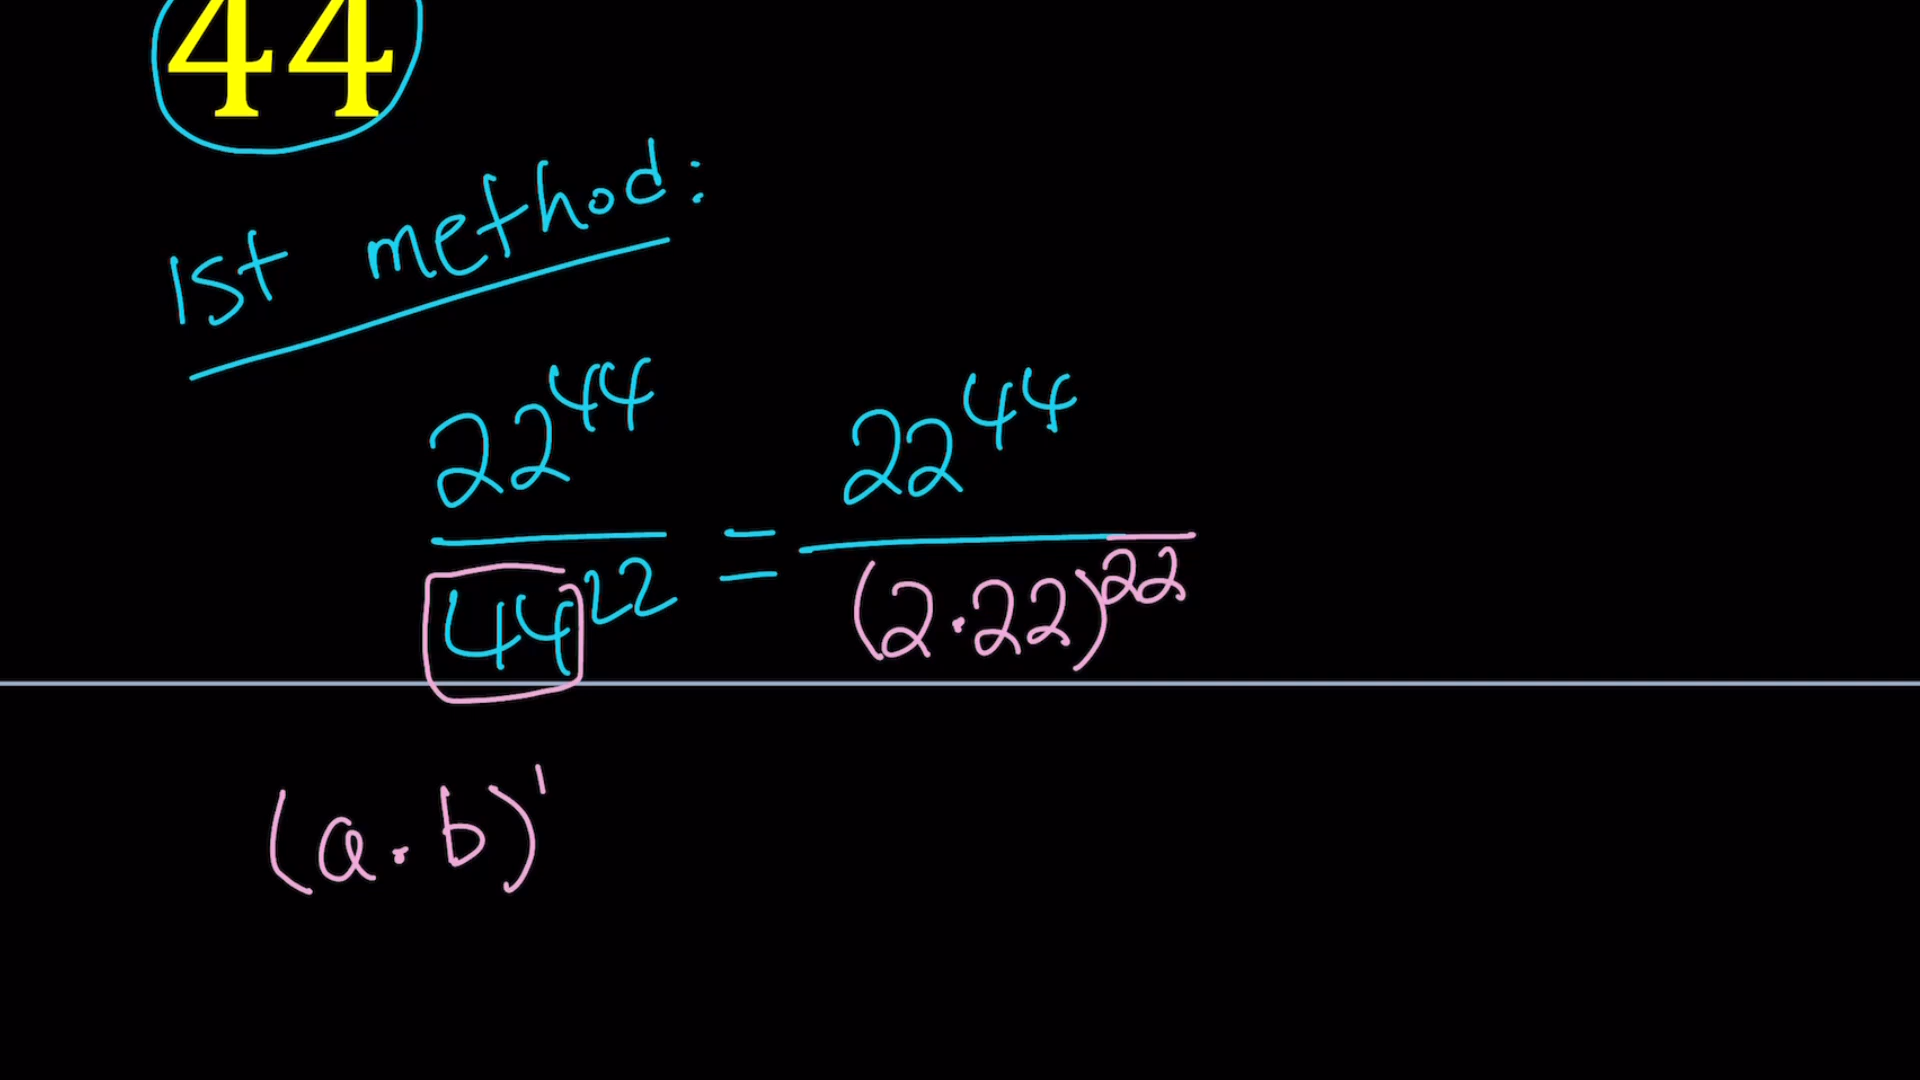 44
1st method:
22^44 / 44^22 = 22^44 / (2·22)^22
(a·b)'